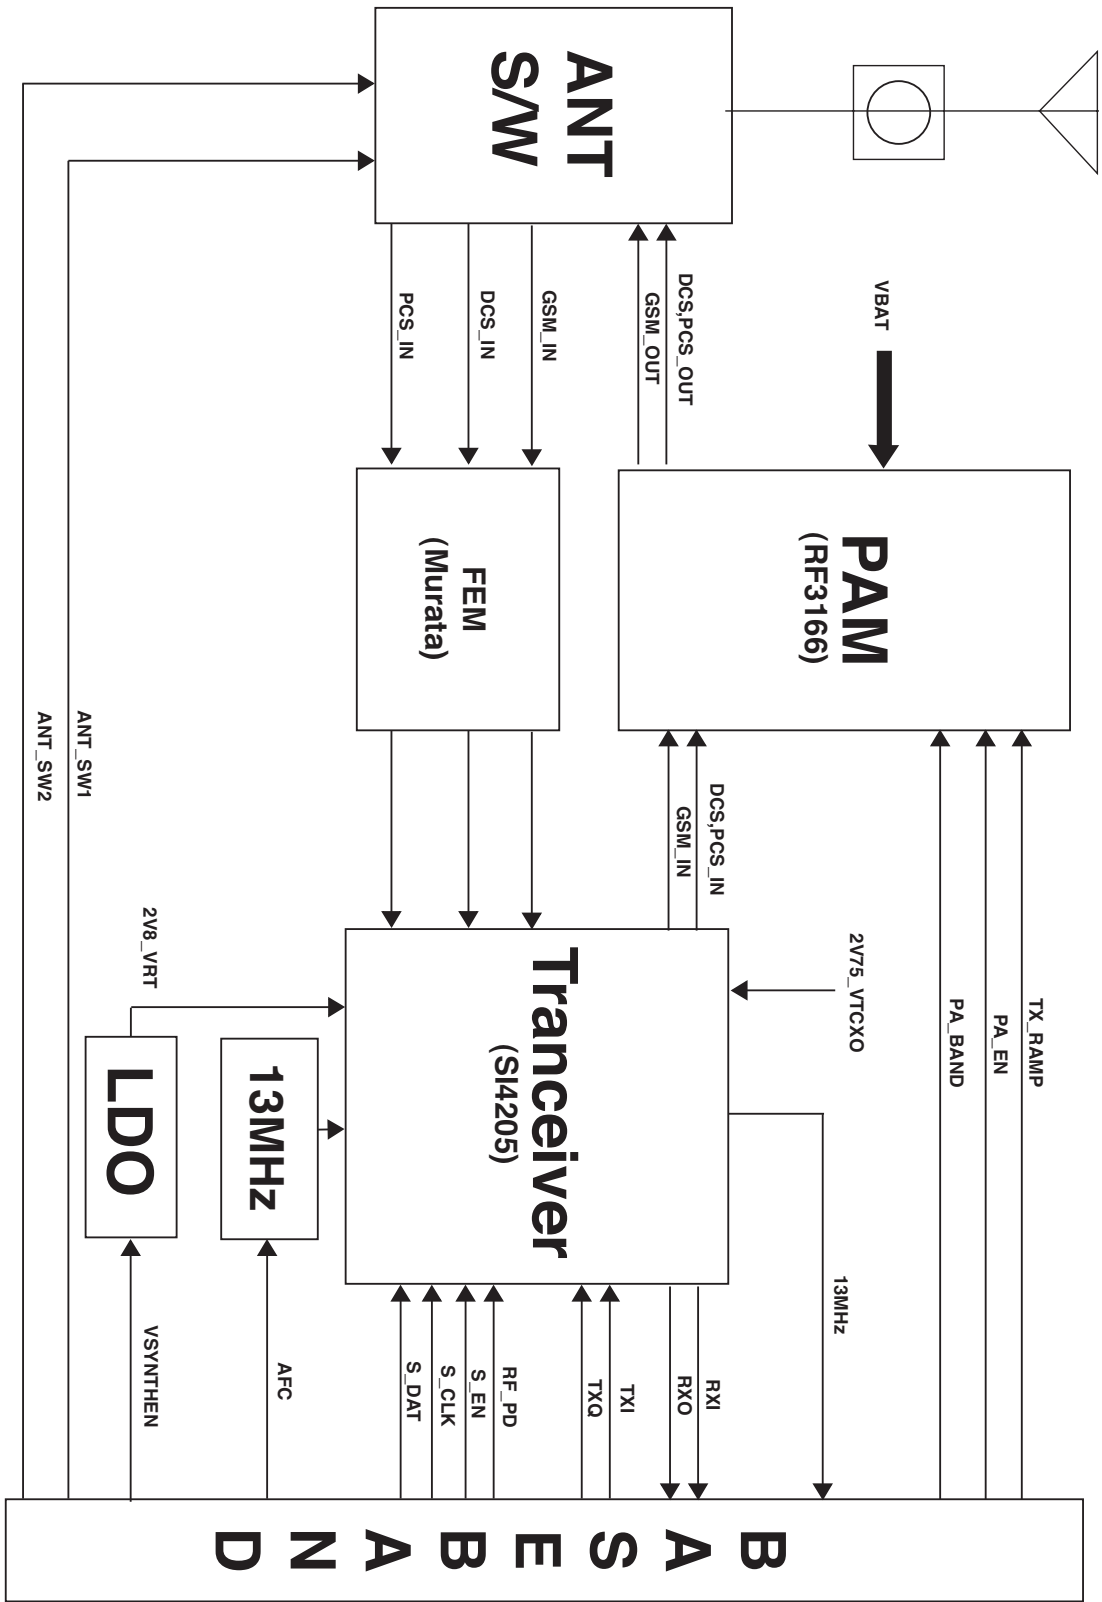 ANT
S/W
VBAT
DCS,PCS_OUT
GSM_OUT
GSM_IN
DCS_IN
PCS_IN
PAM
(RF3166)
FEM
(Murata)
ANT_SW1
ANT_SW2
DCS,PCS_IN
GSM_IN
TX_RAMP
PA_EN
PA_BAND
2V75_VTCXO
2V8_VRT
Tranceiver
(SI4205)
13MHz
LDO
13MHz
RXI
RXO
TXI
TXQ
RF_PD
S_EN
S_CLK
S_DAT
AFC
VSYNTHEN
BASEBAND